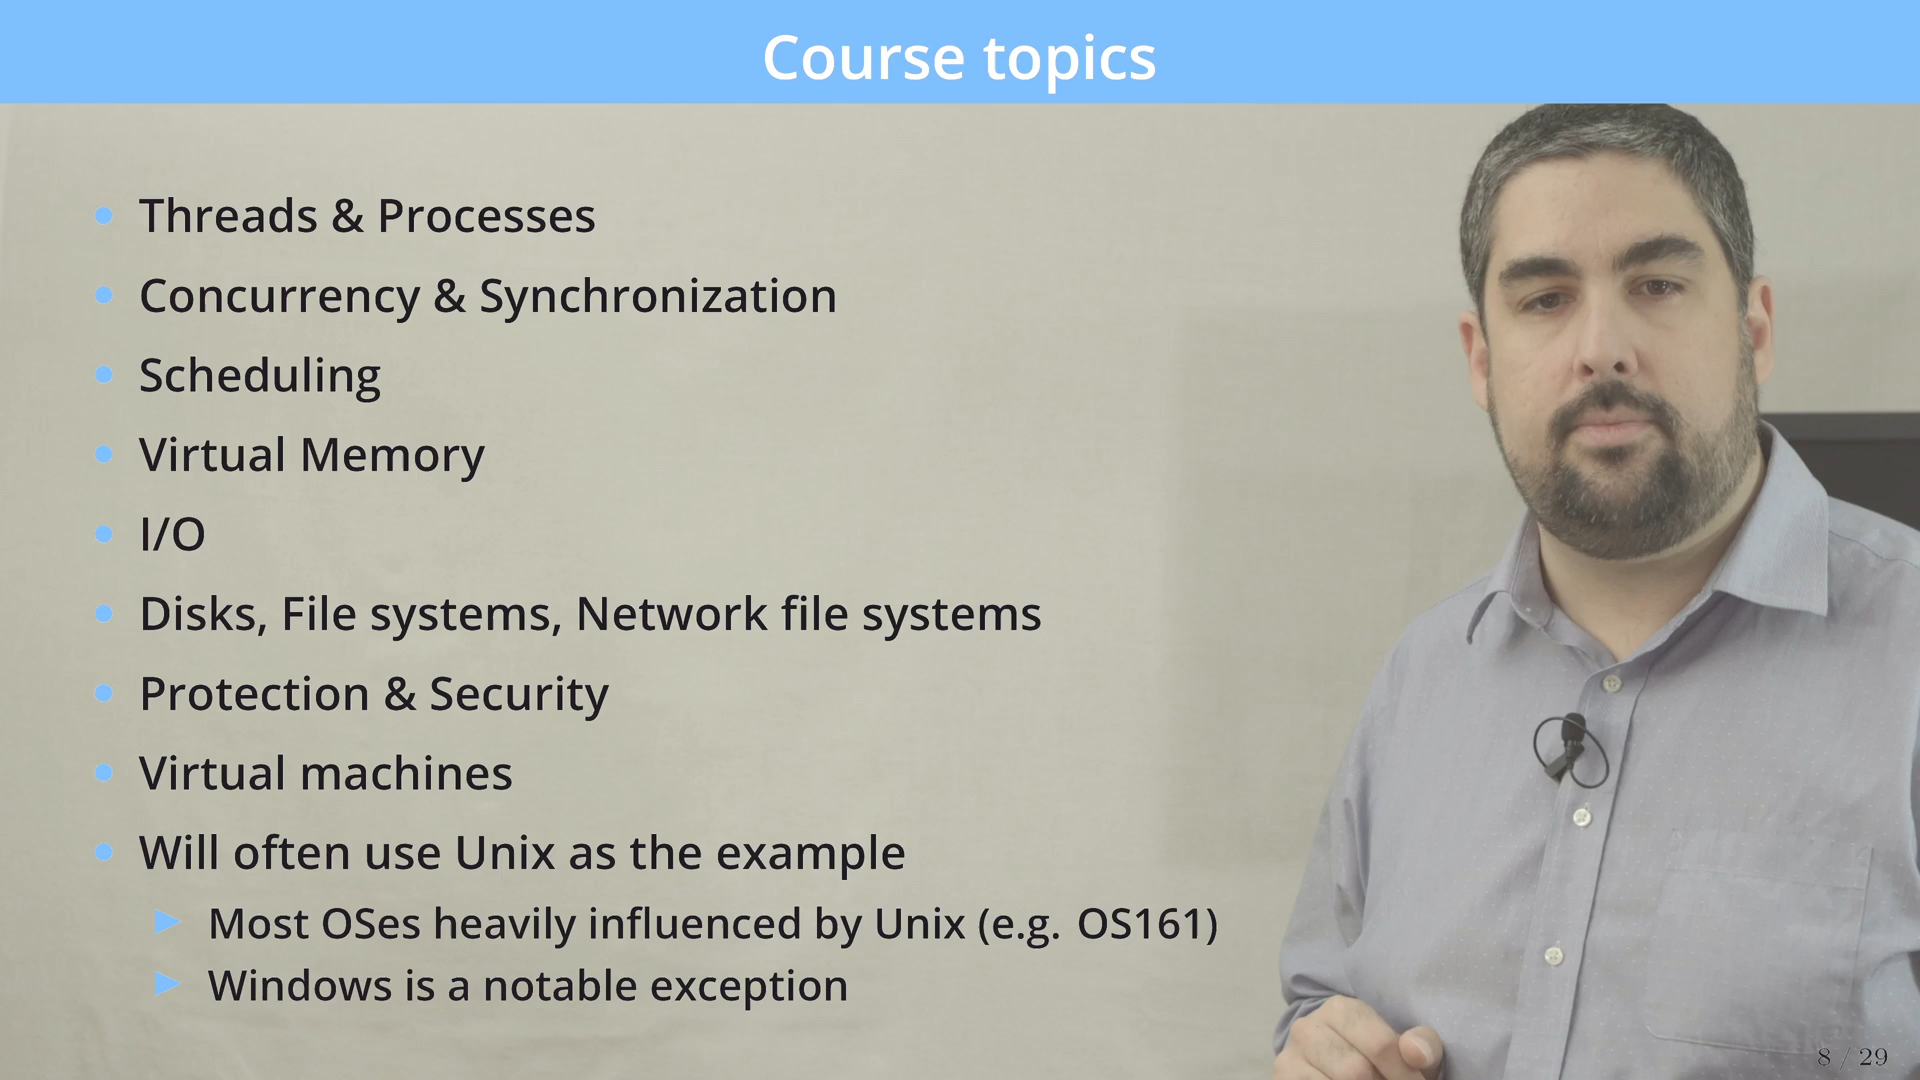 Course topics
Threads & Processes
Concurrency & Synchronization
Scheduling
Virtual Memory
I/O
Disks, File systems, Network file systems
Protection & Security
Virtual machines
Will often use Unix as the example
Most OSes heavily influenced by Unix (e.g. OS161)
Windows is a notable exception
8 / 29